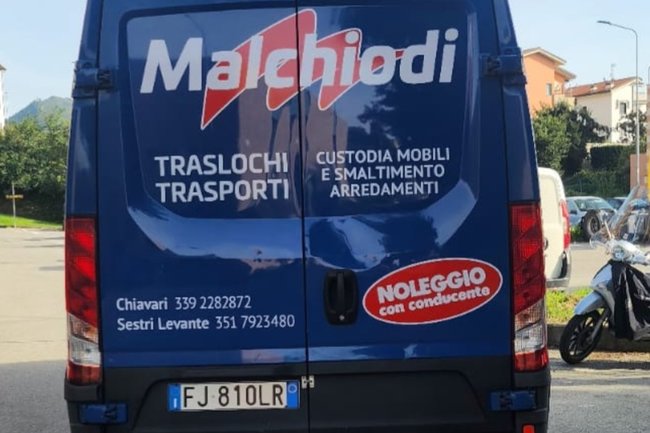 Malchiodi
TRASLOCHI
TRASPORTI
CUSTODIA MOBILI
E SMALTIMENTO
ARREDAMENTI
NOLEGGIO
con conducente
Chiavari 339 2282872
Sestri Levante 351 7923480
FJ 810LR